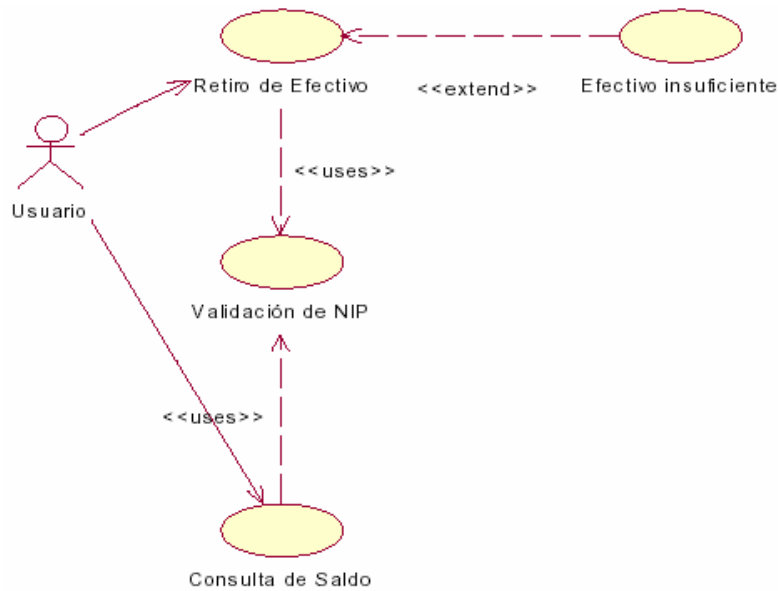 Retiro de Efectivo
<<extend>>
Efectivo insuficiente
<<uses>>
Usuario
Validación de NIP
<<uses>>
Consulta de Saldo